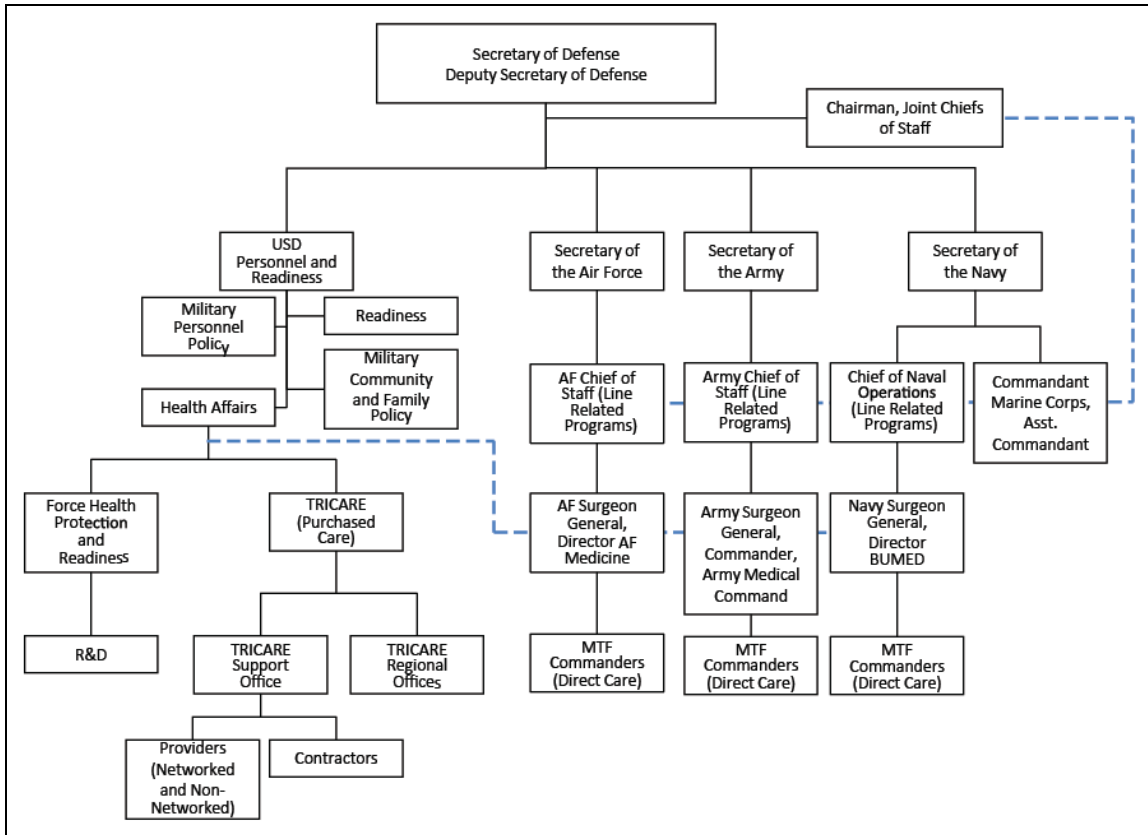 Secretary of Defense
Deputy Secretary of Defense
Chairman, Joint Chiefs
of Staff
USD
Personnel and
Readiness
Secretary of
the Air Force
Secretary of
the Army
Secretary of
the Navy
Military
Personnel
Policy
Readiness
Military
Community
and Family
Policy
Health Affairs
AF Chief of
Staff (Line
Related
Programs)
Army Chief of
Staff (Line
Related
Programs)
Chief of Naval
Operations
(Line Related
Programs)
Commandant
Marine Corps,
Asst.
Commandant
Force Health
Protection
and
Readiness
TRICARE
(Purchased
Care)
AF Surgeon
General,
Director AF
Medicine
Army Surgeon
General,
Commander,
Army Medical
Command
Navy Surgeon
General,
Director
BUMED
R&D
TRICARE
Support
Office
TRICARE
Regional
Offices
MTF
Commanders
(Direct Care)
MTF
Commanders
(Direct Care)
MTF
Commanders
(Direct Care)
Providers
(Networked
and Non-
Networked)
Contractors